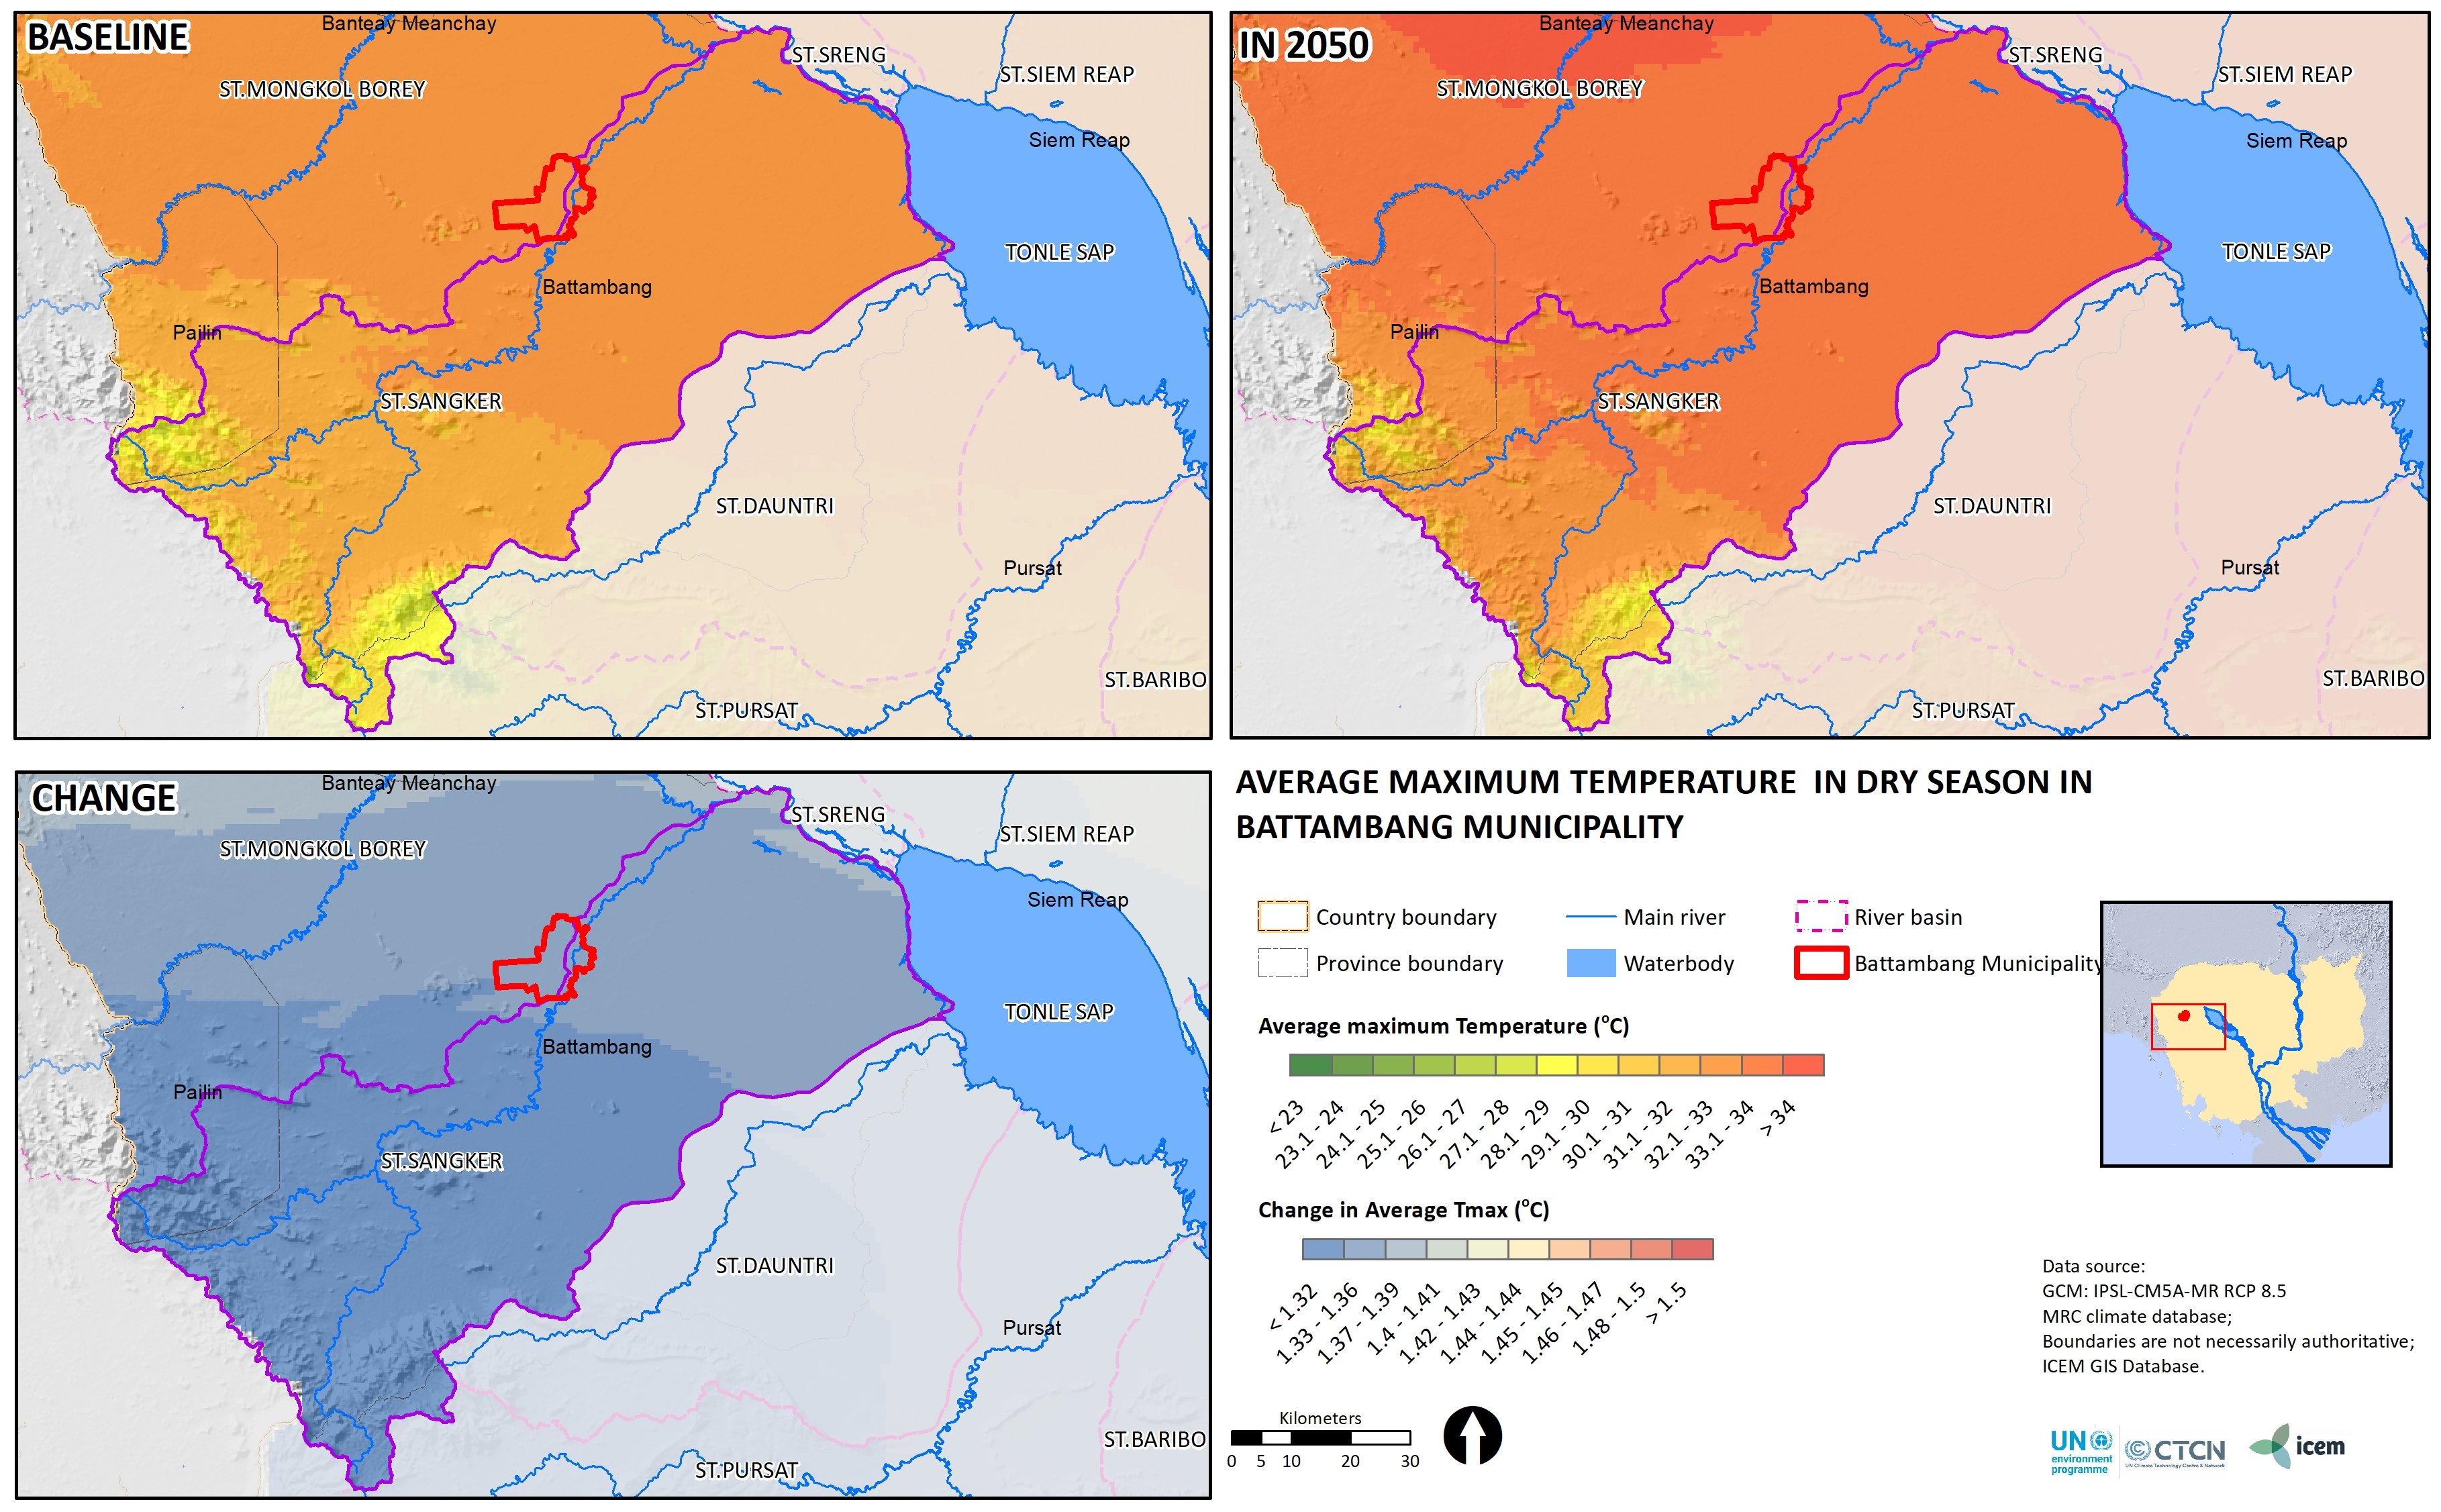 BASELINE
Banteay Meanchay
ST.SRENG
ST.SIEM REAP
ST.MONGKOL BOREY
Siem Reap
TONLE SAP
Battambang
Pailin
ST.SANGKER
ST.DAUNTRI
Pursat
ST.BARIBO
ST.PURSAT
IN 2050
Banteay Meanchay
ST.SRENG
ST.SIEM REAP
ST.MONGKOL BOREY
Siem Reap
TONLE SAP
Battambang
Pailin
ST.SANGKER
ST.DAUNTRI
Pursat
ST.BARIBO
ST.PURSAT
CHANGE
Banteay Meanchay
ST.SRENG
ST.SIEM REAP
ST.MONGKOL BOREY
Siem Reap
TONLE SAP
Battambang
Pailin
ST.SANGKER
ST.DAUNTRI
Pursat
ST.BARIBO
ST.PURSAT
AVERAGE MAXIMUM TEMPERATURE IN DRY SEASON IN
BATTAMBANG MUNICIPALITY
Country boundary
Main river
River basin
Province boundary
Waterbody
Battambang Municipality
Average maximum Temperature (°C)
< 23
23.1 - 24
24.1 - 25
25.1 - 26
26.1 - 27
27.1 - 28
28.1 - 29
29.1 - 30
30.1 - 31
31.1 - 32
32.1 - 33
33.1 - 34
> 34
Change in Average Tmax (°C)
< 1.32
1.33 - 1.36
1.37 - 1.39
1.4 - 1.41
1.42 - 1.43
1.44 - 1.44
1.45 - 1.45
1.46 - 1.47
1.48 - 1.5
> 1.5
Data source:
GCM: IPSL-CM5A-MR RCP 8.5
MRC climate database;
Boundaries are not necessarily authoritative;
ICEM GIS Database.
Kilometers
0 5 10 20 30
UN
environment
programme
CTCN
UN Climate Technology Centre & Network
icem